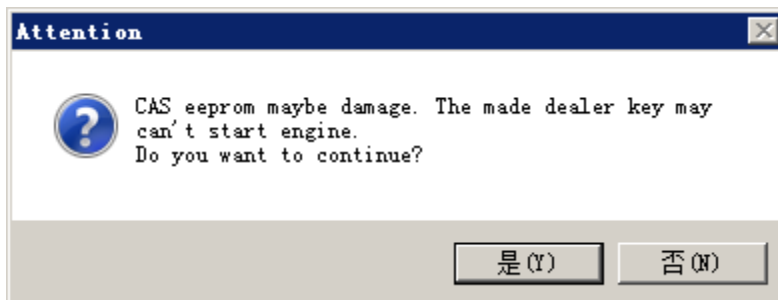 Attention
CAS eeprom maybe damage. The made dealer key may
can't start engine.
Do you want to continue?
是(Y) 否(N)